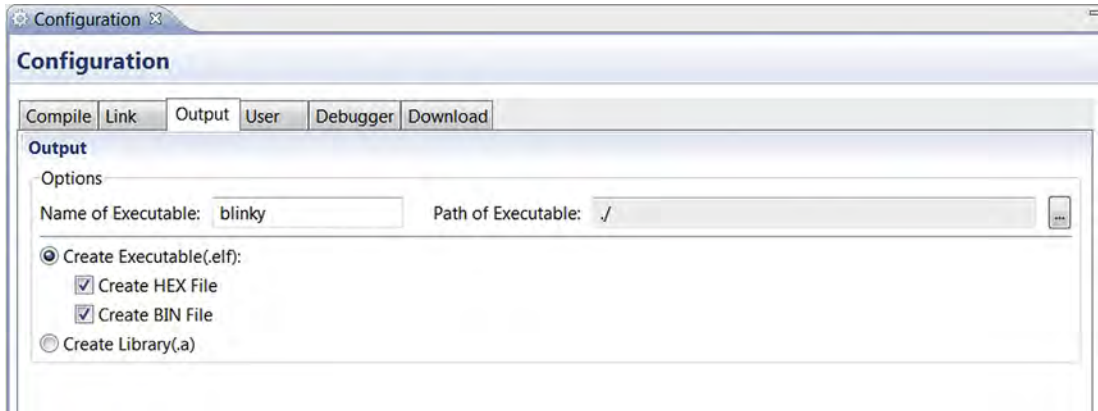 Configuration
Configuration
Compile Link Output User Debugger Download
Output
Options
Name of Executable: blinky Path of Executable: ./ ...
Create Executable(.elf):
Create HEX File
Create BIN File
Create Library(.a)